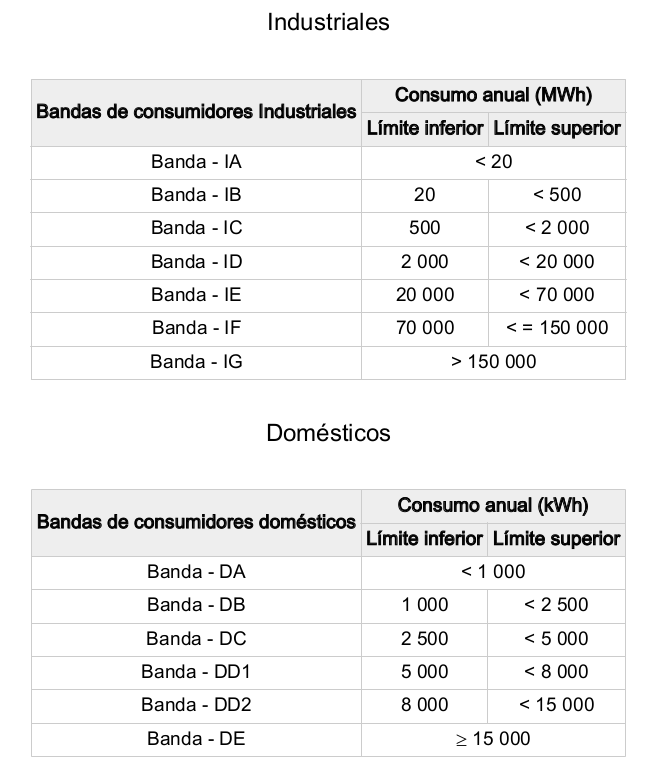 Industriales
Bandas de consumidores Industriales Consumo anual (MWh)
Límite inferior Límite superior
Banda - IA < 20
Banda - IB 20 < 500
Banda - IC 500 < 2 000
Banda - ID 2 000 < 20 000
Banda - IE 20 000 < 70 000
Banda - IF 70 000 < = 150 000
Banda - IG > 150 000
Domésticos
Bandas de consumidores domésticos Consumo anual (kWh)
Límite inferior Límite superior
Banda - DA < 1 000
Banda - DB 1 000 < 2 500
Banda - DC 2 500 < 5 000
Banda - DD1 5 000 < 8 000
Banda - DD2 8 000 < 15 000
Banda - DE ≥ 15 000